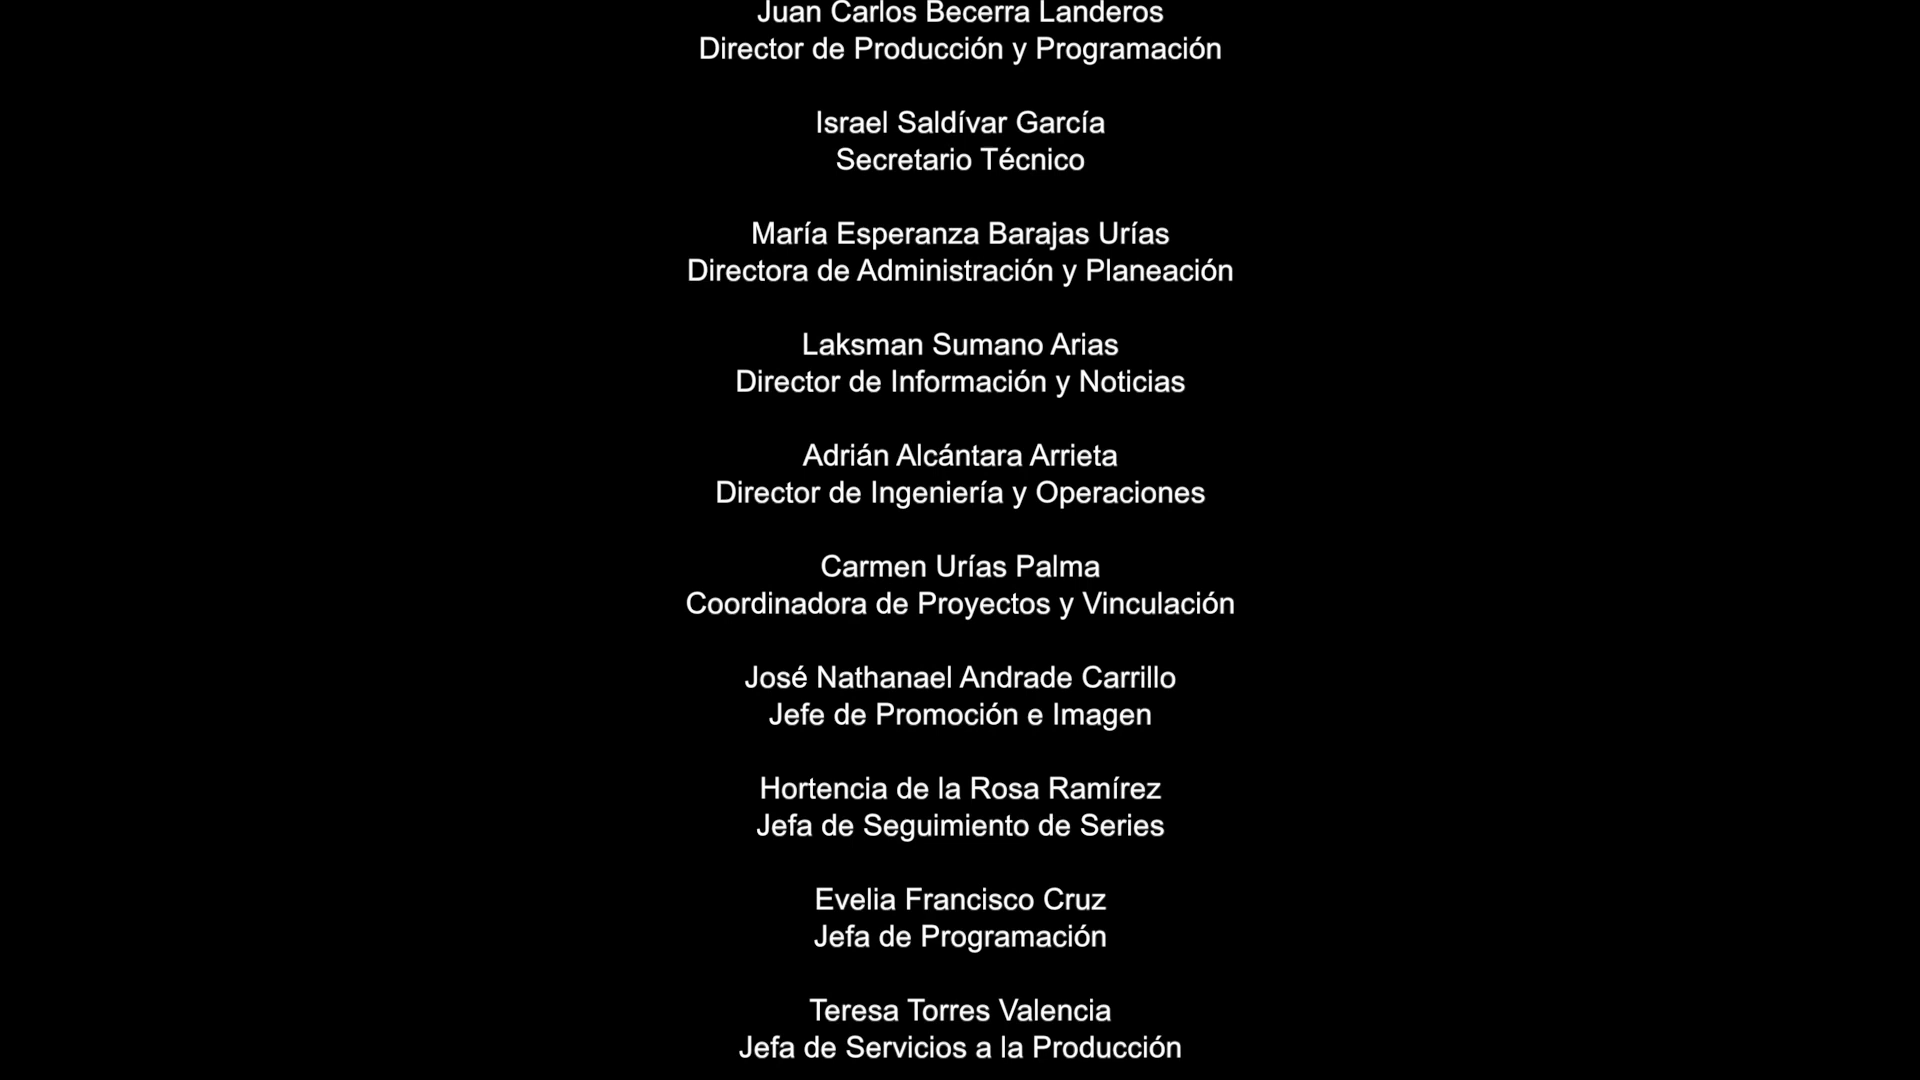 Juan Carlos Becerra Landeros
Director de Producción y Programación
Israel Saldívar García
Secretario Técnico
María Esperanza Barajas Urías
Directora de Administración y Planeación
Laksman Sumano Arias
Director de Información y Noticias
Adrián Alcántara Arrieta
Director de Ingeniería y Operaciones
Carmen Urías Palma
Coordinadora de Proyectos y Vinculación
José Nathanael Andrade Carrillo
Jefe de Promoción e Imagen
Hortencia de la Rosa Ramírez
Jefa de Seguimiento de Series
Evelia Francisco Cruz
Jefa de Programación
Teresa Torres Valencia
Jefa de Servicios a la Producción